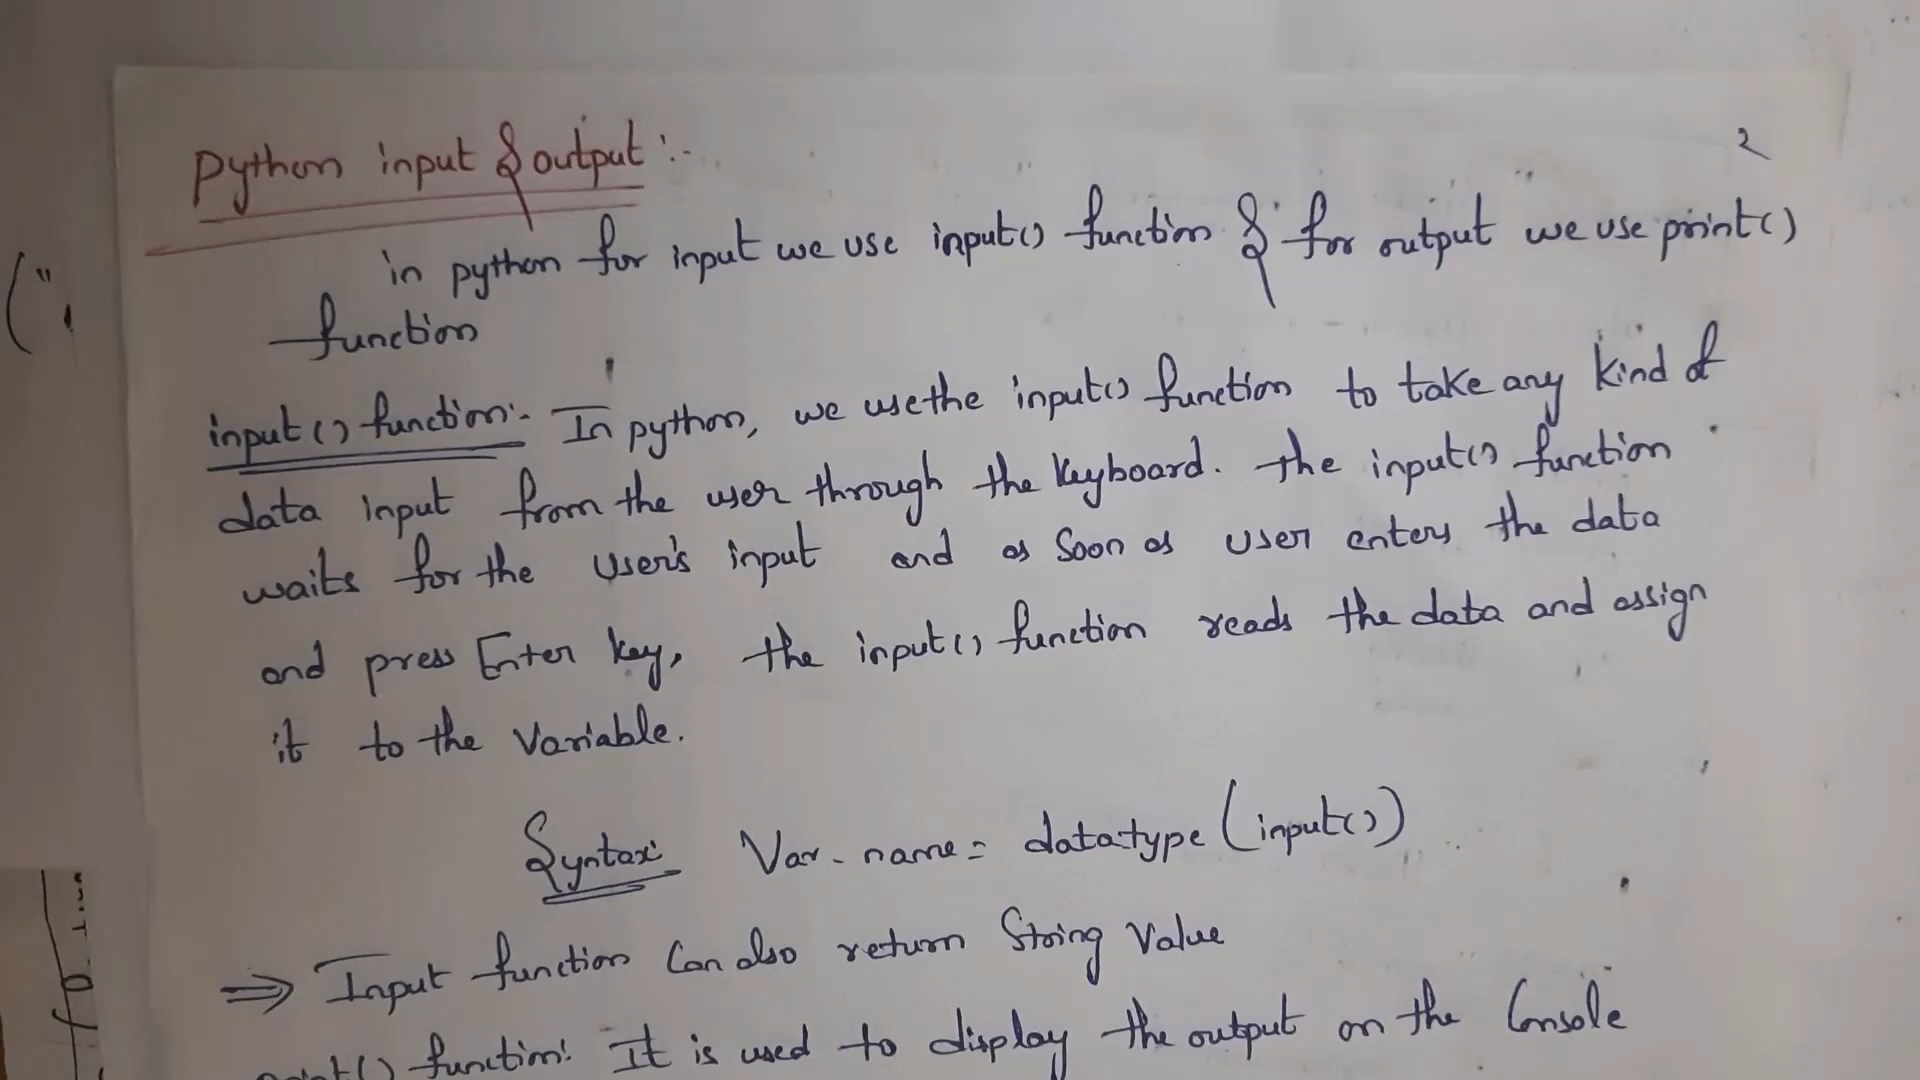 2
Python input & output :-
in python for input we use input() function & for output we use print()
function
input() function:- In python, we use the input() function to take any kind of
data input from the user through the keyboard. the input() function
waits for the user's input and as soon as user enters the data
and press Enter key, the input() function reads the data and assign
it to the variable.
Syntax Var-name = datatype (input())
⇒ Input function can also return string value
print() function: It is used to display the output on the console